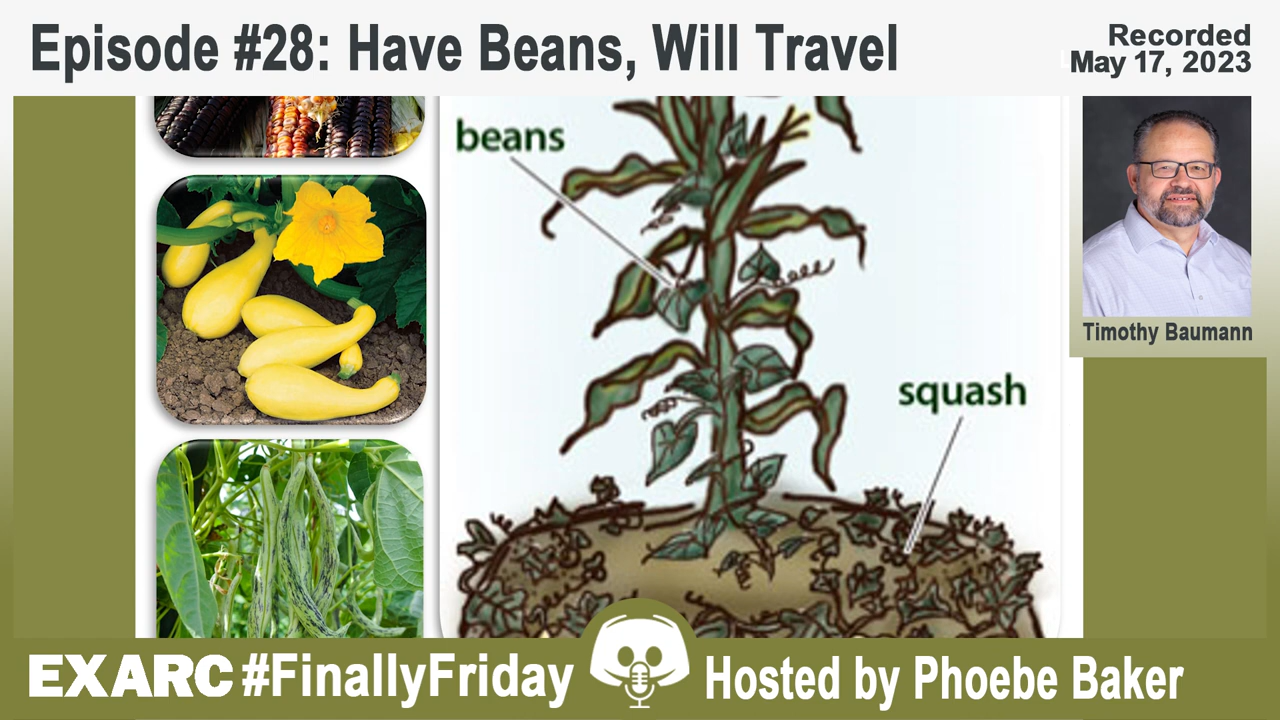 Episode #28: Have Beans, Will Travel
Recorded
May 17, 2023
beans
squash
Timothy Baumann
EXARC #FinallyFriday
Hosted by Phoebe Baker